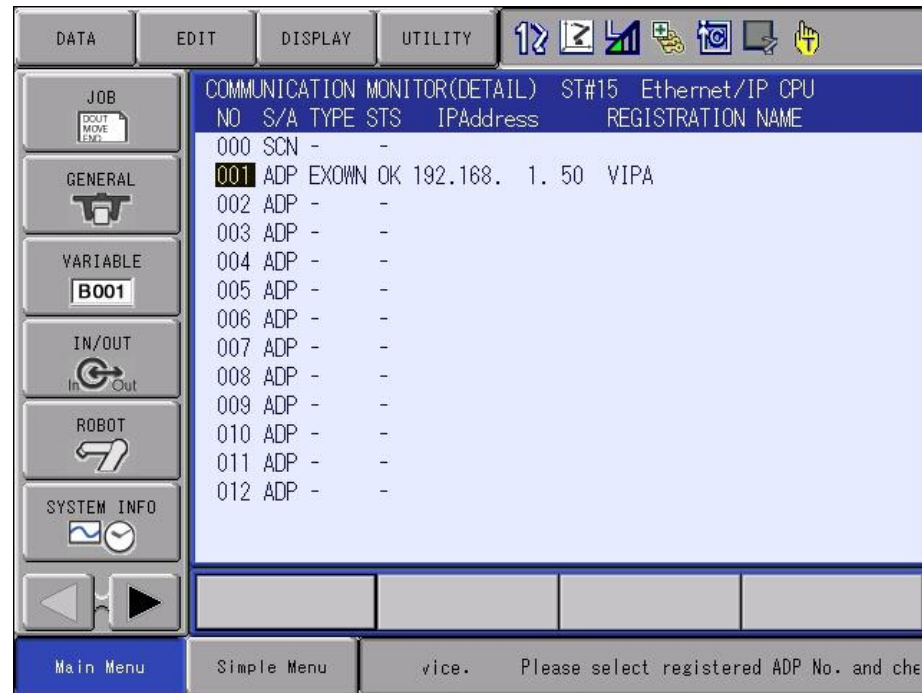 DATA EDIT DISPLAY UTILITY
JOB
DOUT
MOVE
END
GENERAL
VARIABLE
B001
IN/OUT
In Out
ROBOT
SYSTEM INFO
COMMUNICATION MONITOR(DETAIL) ST#15 Ethernet/IP CPU
NO S/A TYPE STS IPAddress REGISTRATION NAME
000 SCN - -
001 ADP EXOWN OK 192.168. 1. 50 VIPA
002 ADP - -
003 ADP - -
004 ADP - -
005 ADP - -
006 ADP - -
007 ADP - -
008 ADP - -
009 ADP - -
010 ADP - -
011 ADP - -
012 ADP - -
Main Menu Simple Menu vice. Please select registered ADP No. and che